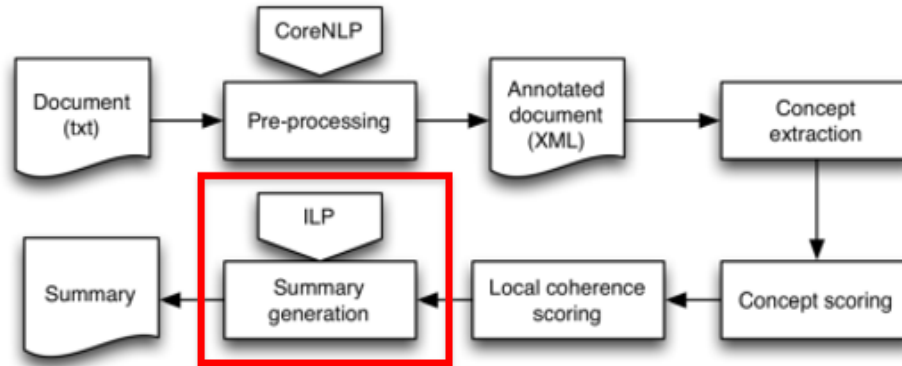 CoreNLP
Document
(txt)
Pre-processing
Annotated
document
(XML)
Concept
extraction
ILP
Summary
Summary
generation
Local coherence
scoring
Concept scoring